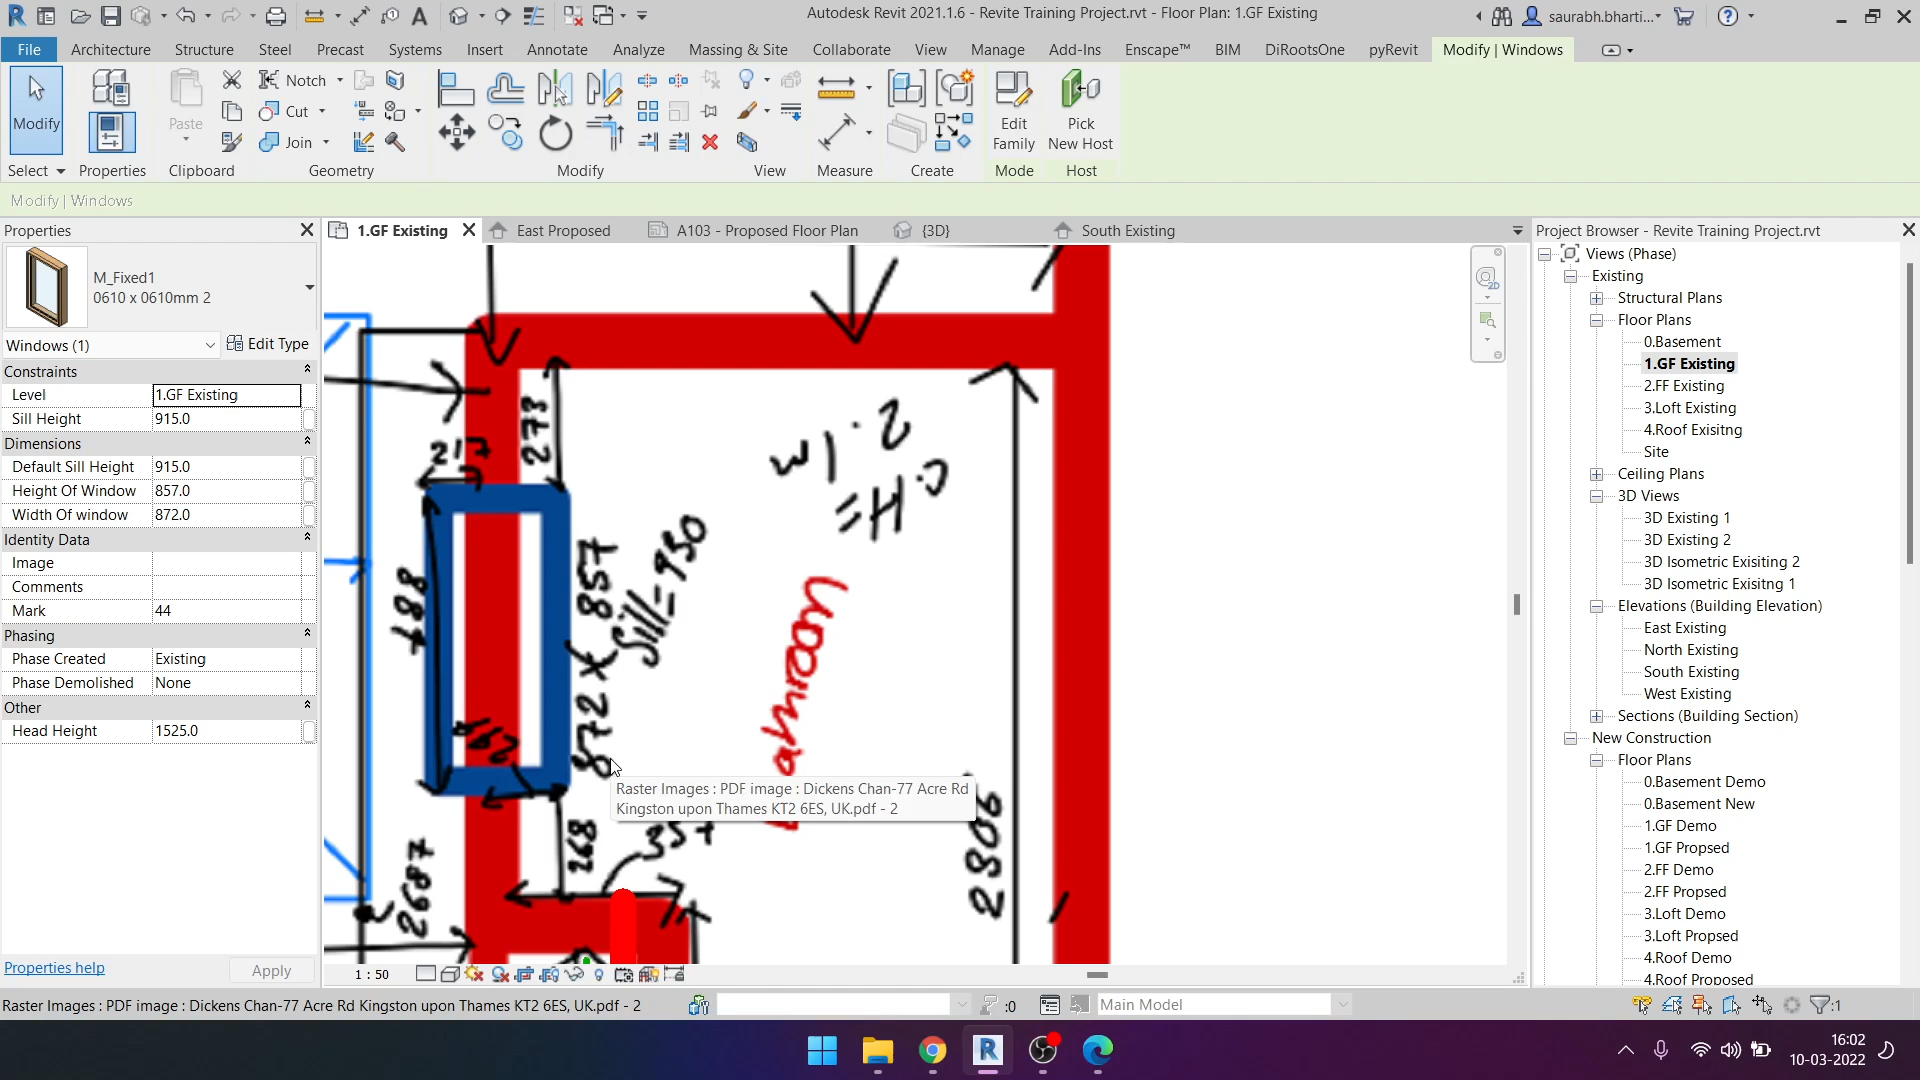 Autodesk Revit 2021.1.6 - Revite Training Project.rvt - Floor Plan: 1.GF Existing
saurabh.bharti...
File Architecture Structure Steel Precast Systems Insert Annotate Analyze Massing & Site Collaborate View Manage Add-Ins Enscape™ BIM DiRootsOne pyRevit Modify | Windows
Modify
Paste
Notch
Cut
Join
Edit Family
Pick New Host
Select Properties Clipboard Geometry Modify View Measure Create Mode Host
Modify | Windows
Properties
M_Fixed1
0610 x 0610mm 2
Windows (1) Edit Type
Constraints
Level 1.GF Existing
Sill Height 915.0
Dimensions
Default Sill Height 915.0
Height Of Window 857.0
Width Of window 872.0
Identity Data
Image
Comments
Mark 44
Phasing
Phase Created Existing
Phase Demolished None
Other
Head Height 1525.0
Properties help Apply
1.GF Existing East Proposed A103 - Proposed Floor Plan {3D} South Existing
217
273
C.H=
2.1m
887
872 X 857
Sill=930
268
2687
Raster Images : PDF image : Dickens Chan-77 Acre Rd
Kingston upon Thames KT2 6ES, UK.pdf - 2
1 : 50
Project Browser - Revite Training Project.rvt
Views (Phase)
Existing
Structural Plans
Floor Plans
0.Basement
1.GF Existing
2.FF Existing
3.Loft Existing
4.Roof Exisitng
Site
Ceiling Plans
3D Views
3D Existing 1
3D Existing 2
3D Isometric Exisiting 2
3D Isometric Exisitng 1
Elevations (Building Elevation)
East Existing
North Existing
South Existing
West Existing
Sections (Building Section)
New Construction
Floor Plans
0.Basement Demo
0.Basement New
1.GF Demo
1.GF Propsed
2.FF Demo
2.FF Propsed
3.Loft Demo
3.Loft Propsed
4.Roof Demo
4.Roof Proposed
Raster Images : PDF image : Dickens Chan-77 Acre Rd Kingston upon Thames KT2 6ES, UK.pdf - 2
:0
Main Model
:1
16:02
10-03-2022